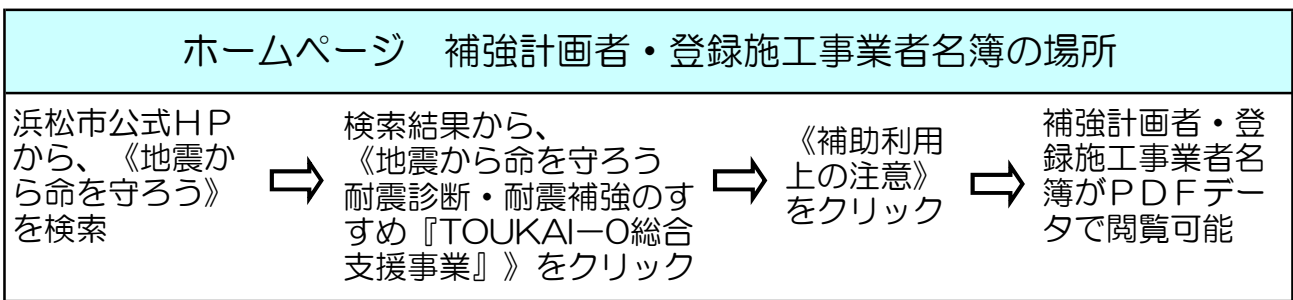 ホームページ　補強計画者・登録施工事業者名簿の場所
浜松市公式ＨＰ
から、《地震か
ら命を守ろう》
を検索
検索結果から、
《地震から命を守ろう
耐震診断・耐震補強のす
すめ『TOUKAI－0総合
支援事業』》をクリック
《補助利用
上の注意》
をクリック
補強計画者・登
録施工事業者名
簿がＰＤＦデー
タで閲覧可能